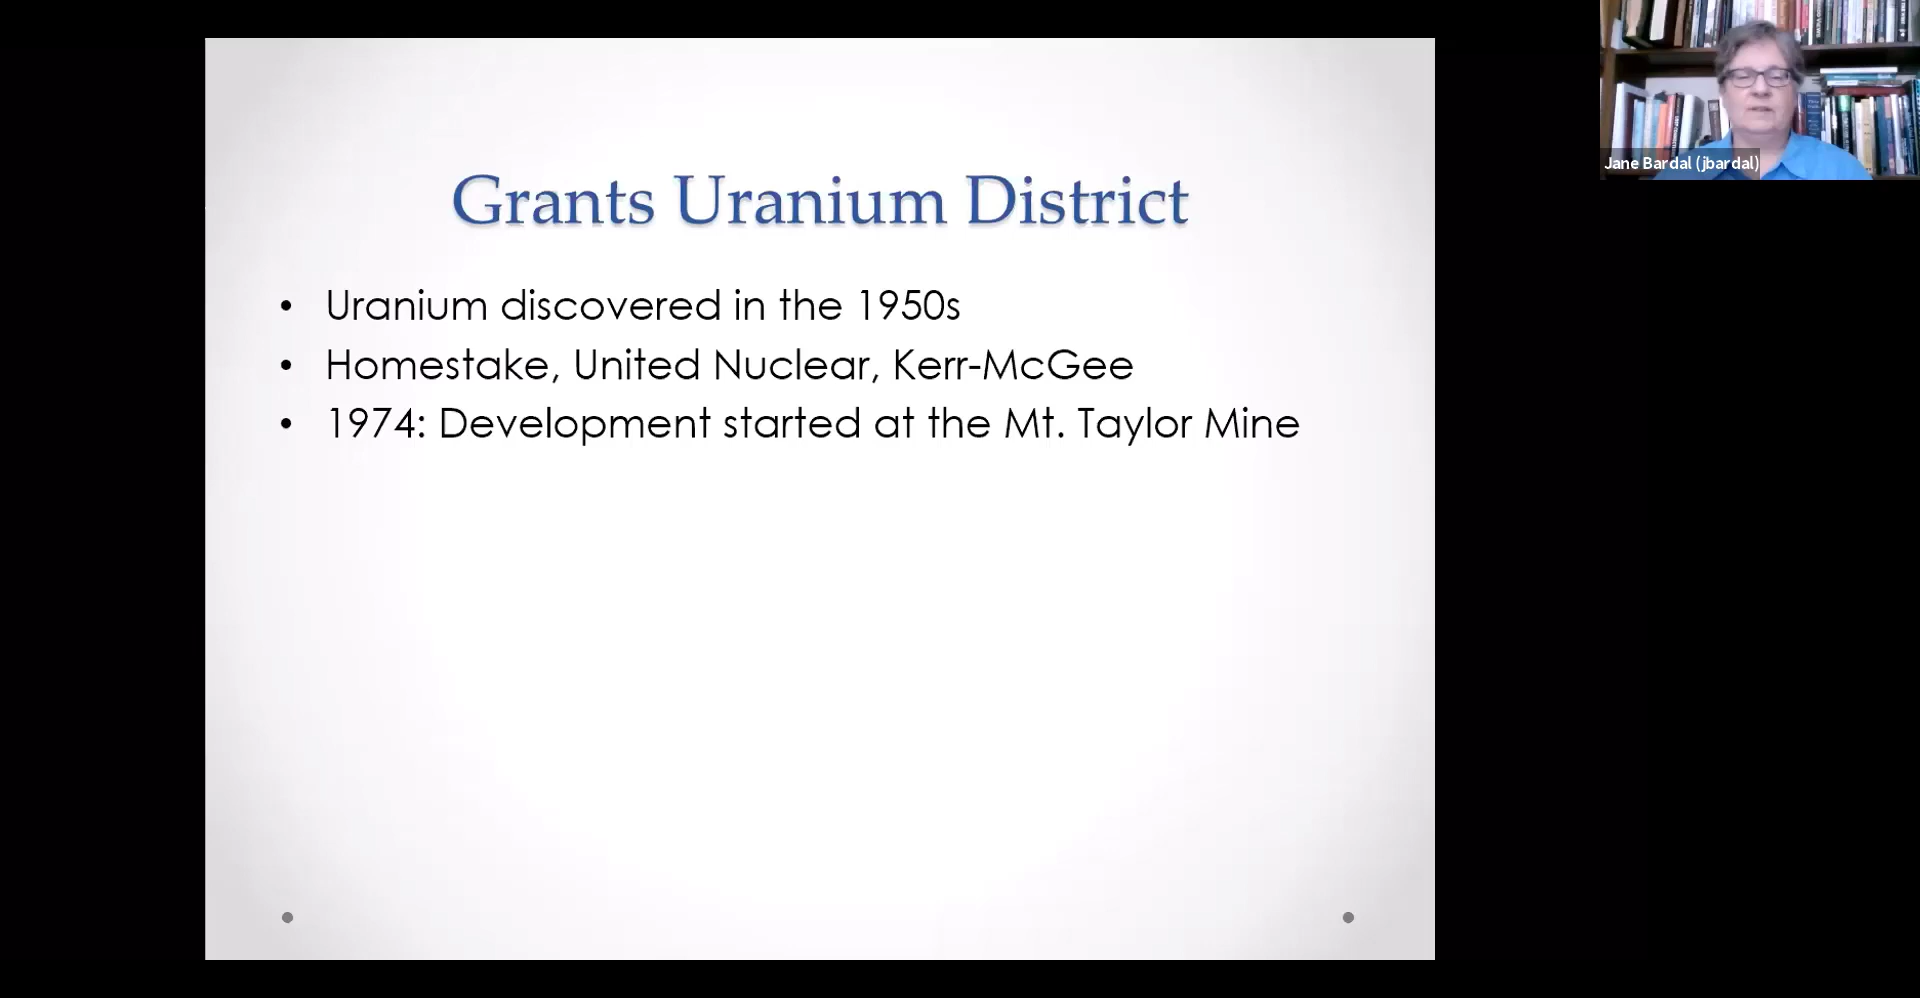 Grants Uranium District
• Uranium discovered in the 1950s
• Homestake, United Nuclear, Kerr-McGee
• 1974: Development started at the Mt. Taylor Mine
Jane Bardal (jbardal)